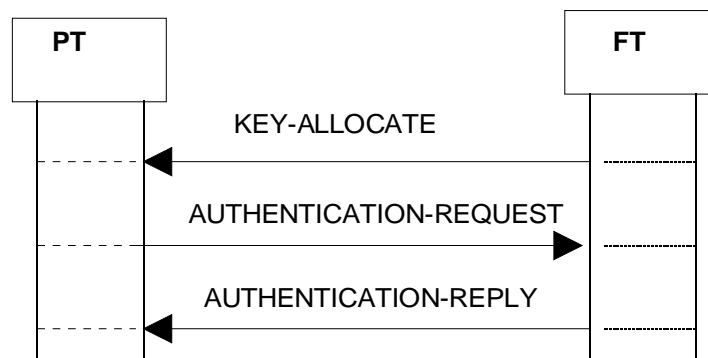 PT
FT
KEY-ALLOCATE
AUTHENTICATION-REQUEST
AUTHENTICATION-REPLY